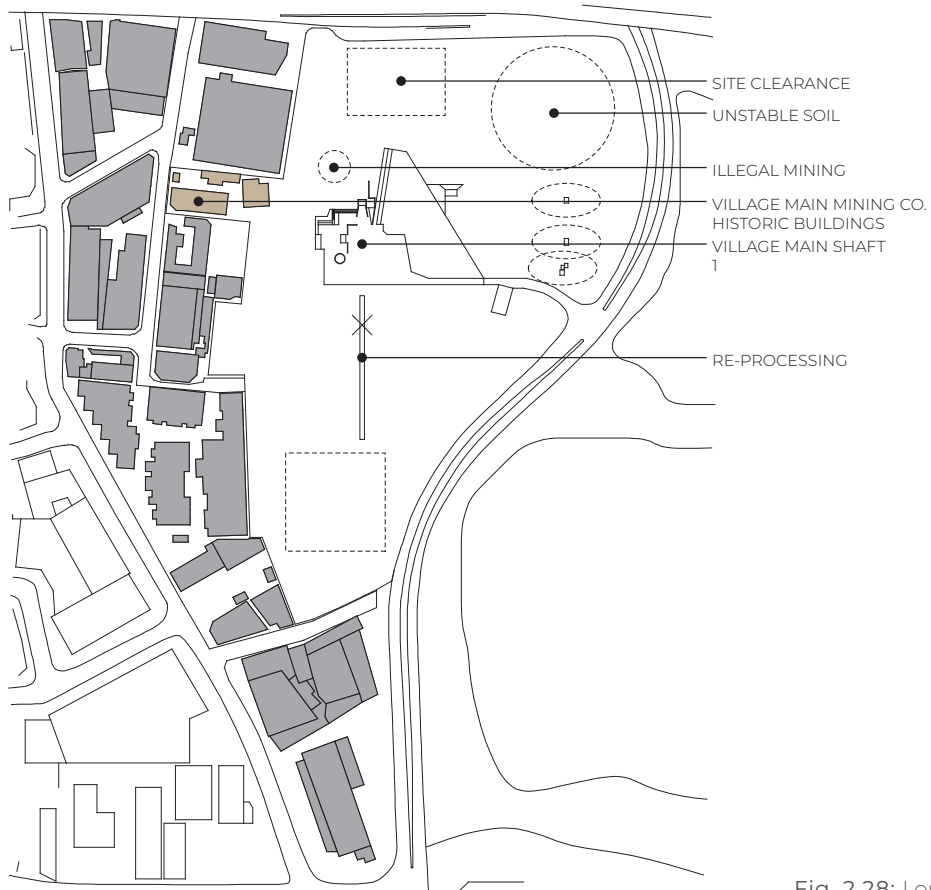 SITE CLEARANCE
UNSTABLE SOIL
ILLEGAL MINING
VILLAGE MAIN MINING CO.
HISTORIC BUILDINGS
VILLAGE MAIN SHAFT
1
RE-PROCESSING
Fig. 2.28: